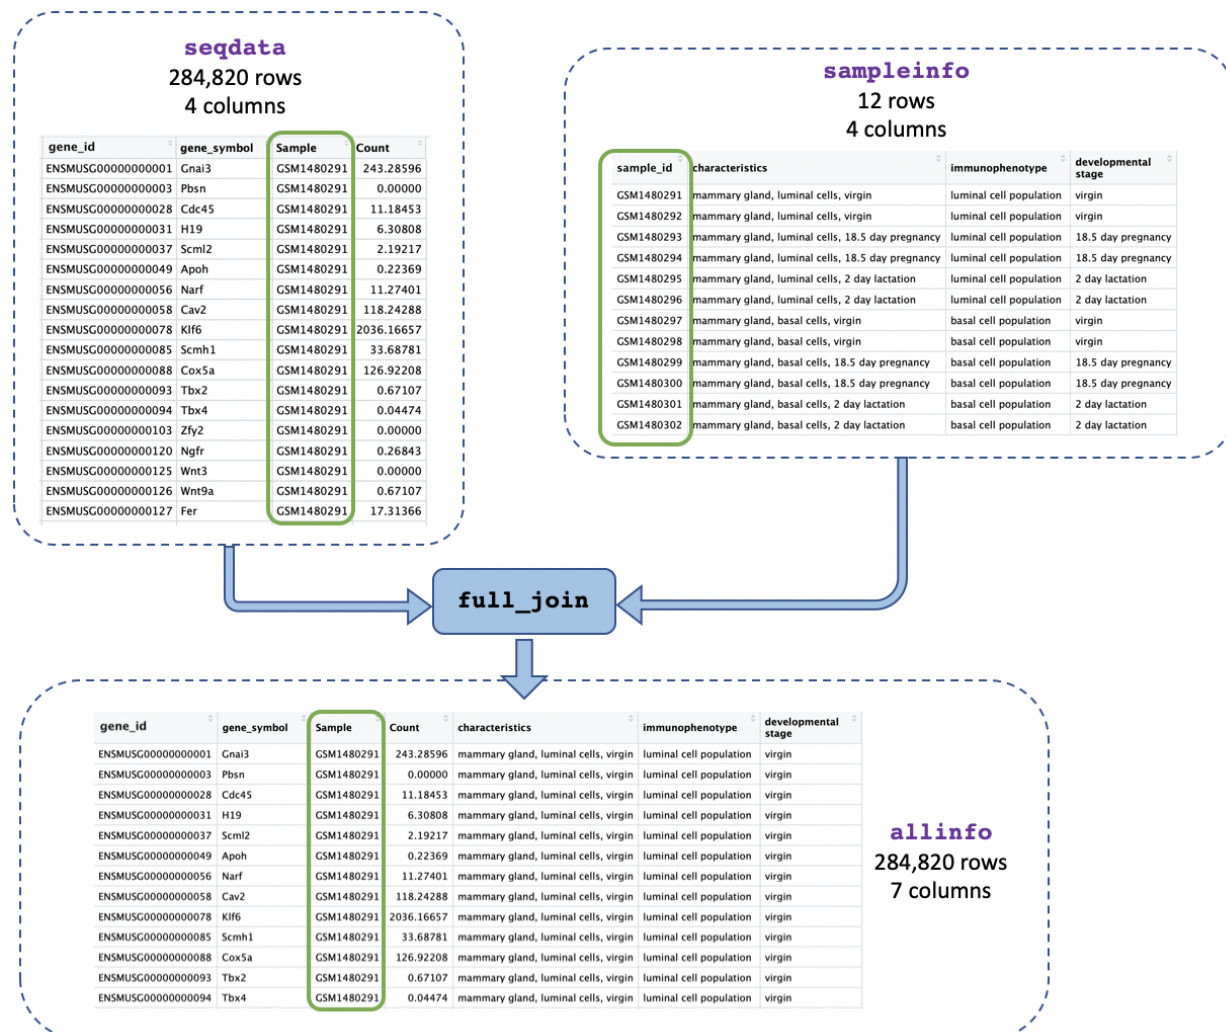 seqdata
284,820 rows
4 columns
gene_id gene_symbol Sample Count
ENSMUSG00000000001 Gnai3 GSM1480291 243.28596
ENSMUSG00000000003 Pbsn GSM1480291 0.00000
ENSMUSG00000000028 Cdc45 GSM1480291 11.18453
ENSMUSG00000000031 H19 GSM1480291 6.30808
ENSMUSG00000000037 Scml2 GSM1480291 2.19217
ENSMUSG00000000049 Apoh GSM1480291 0.22369
ENSMUSG00000000056 Narf GSM1480291 11.27401
ENSMUSG00000000058 Cav2 GSM1480291 118.24288
ENSMUSG00000000078 Klf6 GSM1480291 2036.16657
ENSMUSG00000000085 Scmh1 GSM1480291 33.68781
ENSMUSG00000000088 Cox5a GSM1480291 126.92208
ENSMUSG00000000093 Tbx2 GSM1480291 0.67107
ENSMUSG00000000094 Tbx4 GSM1480291 0.04474
ENSMUSG00000000103 Zfy2 GSM1480291 0.00000
ENSMUSG00000000120 Ngfr GSM1480291 0.26843
ENSMUSG00000000125 Wnt3 GSM1480291 0.00000
ENSMUSG00000000126 Wnt9a GSM1480291 0.67107
ENSMUSG00000000127 Fer GSM1480291 17.31366
sampleinfo
12 rows
4 columns
sample_id characteristics immunophenotype developmental
stage
GSM1480291 mammary gland, luminal cells, virgin luminal cell population virgin
GSM1480292 mammary gland, luminal cells, virgin luminal cell population virgin
GSM1480293 mammary gland, luminal cells, 18.5 day pregnancy luminal cell population 18.5 day pregnancy
GSM1480294 mammary gland, luminal cells, 18.5 day pregnancy luminal cell population 18.5 day pregnancy
GSM1480295 mammary gland, luminal cells, 2 day lactation luminal cell population 2 day lactation
GSM1480296 mammary gland, luminal cells, 2 day lactation luminal cell population 2 day lactation
GSM1480297 mammary gland, basal cells, virgin basal cell population virgin
GSM1480298 mammary gland, basal cells, virgin basal cell population virgin
GSM1480299 mammary gland, basal cells, 18.5 day pregnancy basal cell population 18.5 day pregnancy
GSM1480300 mammary gland, basal cells, 18.5 day pregnancy basal cell population 18.5 day pregnancy
GSM1480301 mammary gland, basal cells, 2 day lactation basal cell population 2 day lactation
GSM1480302 mammary gland, basal cells, 2 day lactation basal cell population 2 day lactation
full_join
gene_id gene_symbol Sample Count characteristics immunophenotype developmental
stage
ENSMUSG00000000001 Gnai3 GSM1480291 243.28596 mammary gland, luminal cells, virgin luminal cell population virgin
ENSMUSG00000000003 Pbsn GSM1480291 0.00000 mammary gland, luminal cells, virgin luminal cell population virgin
ENSMUSG00000000028 Cdc45 GSM1480291 11.18453 mammary gland, luminal cells, virgin luminal cell population virgin
ENSMUSG00000000031 H19 GSM1480291 6.30808 mammary gland, luminal cells, virgin luminal cell population virgin
ENSMUSG00000000037 Scml2 GSM1480291 2.19217 mammary gland, luminal cells, virgin luminal cell population virgin
ENSMUSG00000000049 Apoh GSM1480291 0.22369 mammary gland, luminal cells, virgin luminal cell population virgin
ENSMUSG00000000056 Narf GSM1480291 11.27401 mammary gland, luminal cells, virgin luminal cell population virgin
ENSMUSG00000000058 Cav2 GSM1480291 118.24288 mammary gland, luminal cells, virgin luminal cell population virgin
ENSMUSG00000000078 Klf6 GSM1480291 2036.16657 mammary gland, luminal cells, virgin luminal cell population virgin
ENSMUSG00000000085 Scmh1 GSM1480291 33.68781 mammary gland, luminal cells, virgin luminal cell population virgin
ENSMUSG00000000088 Cox5a GSM1480291 126.92208 mammary gland, luminal cells, virgin luminal cell population virgin
ENSMUSG00000000093 Tbx2 GSM1480291 0.67107 mammary gland, luminal cells, virgin luminal cell population virgin
ENSMUSG00000000094 Tbx4 GSM1480291 0.04474 mammary gland, luminal cells, virgin luminal cell population virgin
allinfo
284,820 rows
7 columns